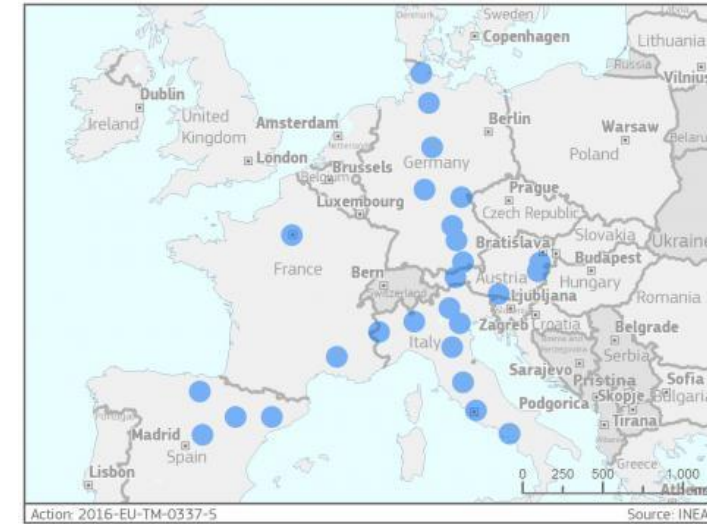 Denmark
Sweden
Copenhagen
Lithuania
Russia
Vilnius
Dublin
Ireland
United
Kingdom
Amsterdam
Berlin
Warsaw
Belaru
London
Germany
Poland
Brussels
Belgium
Luxembourg
Prague
Czech Republic
Slovakia
Ukraine
Bratislava
Budapest
France
Bern
Switzerland
Austria
Hungary
Ljubljana
Romania
Zagreb
Croatia
Belgrade
Italy
Serbia
Sarajevo
Pristina
Sofia
Podgorica
Skopje
Bulgaria
Tirana
Madrid
Spain
Lisbon
Greece
0 250 500 1,000
Action: 2016-EU-TM-0337-S
Source: INEA